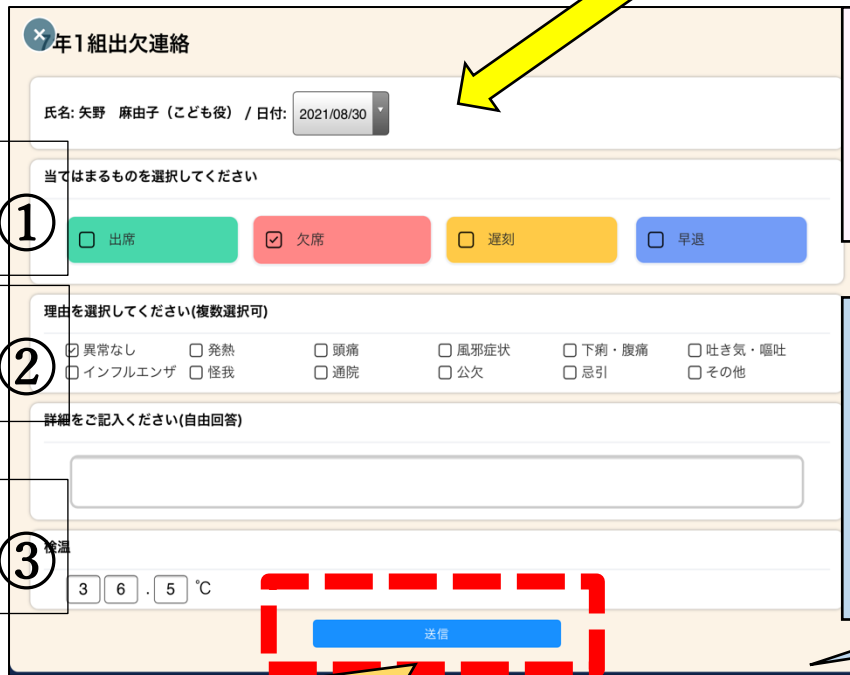 7年1組出欠連絡
氏名: 矢野 麻由子（こども役） / 日付: 2021/08/30
当てはまるものを選択してください
①
出席 欠席 遅刻 早退
理由を選択してください(複数選択可)
②
異常なし 発熱 頭痛 風邪症状 下痢・腹痛 吐き気・嘔吐
インフルエンザ 怪我 通院 公欠 忌引 その他
詳細をご記入ください(自由回答)
③
検温
3 6 . 5 ℃
送信